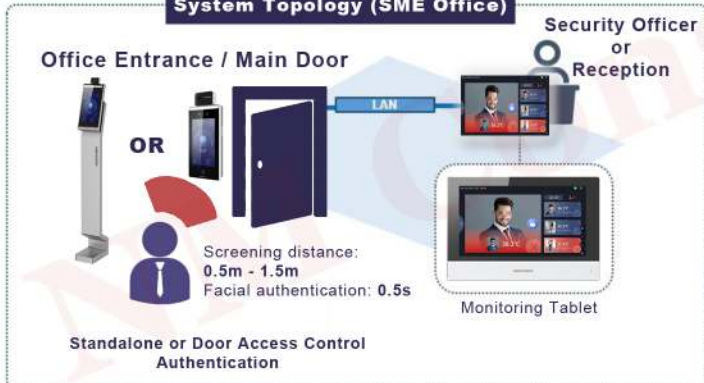 System Topology (SME Office)
Security Officer
or
Reception
Office Entrance / Main Door
LAN
OR
Screening distance:
0.5m - 1.5m
Facial authentication: 0.5s
Monitoring Tablet
Standalone or Door Access Control
Authentication